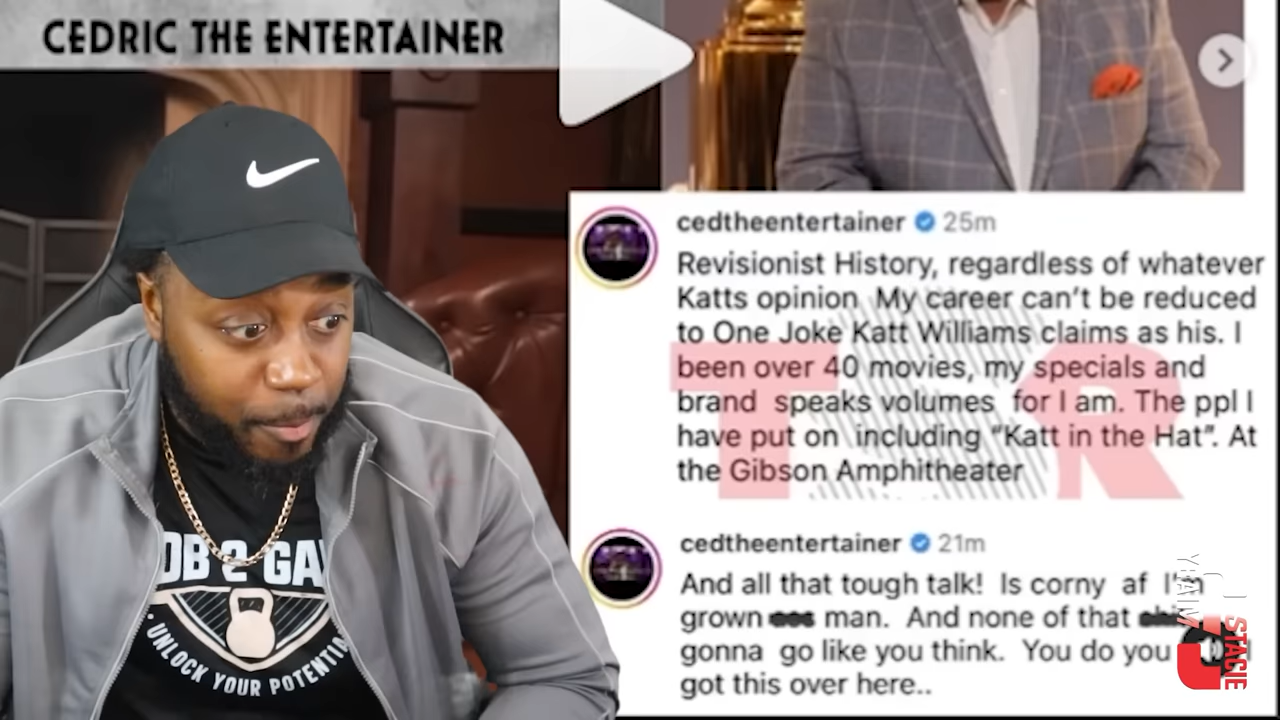 CEDRIC THE ENTERTAINER
cedtheentertainer 25m
Revisionist History, regardless of whatever
Katts opinion My career can't be reduced
to One Joke Katt Williams claims as his. I
been over 40 movies, my specials and
brand speaks volumes for I am. The ppl I
have put on including "Katt in the Hat". At
the Gibson Amphitheater
TSR
cedtheentertainer 21m
And all that tough talk! Is corny af I'm
grown man. And none of that
gonna go like you think. You do you
got this over here..
UNLOCK YOUR POTENTIA
YEAIM
STACIE